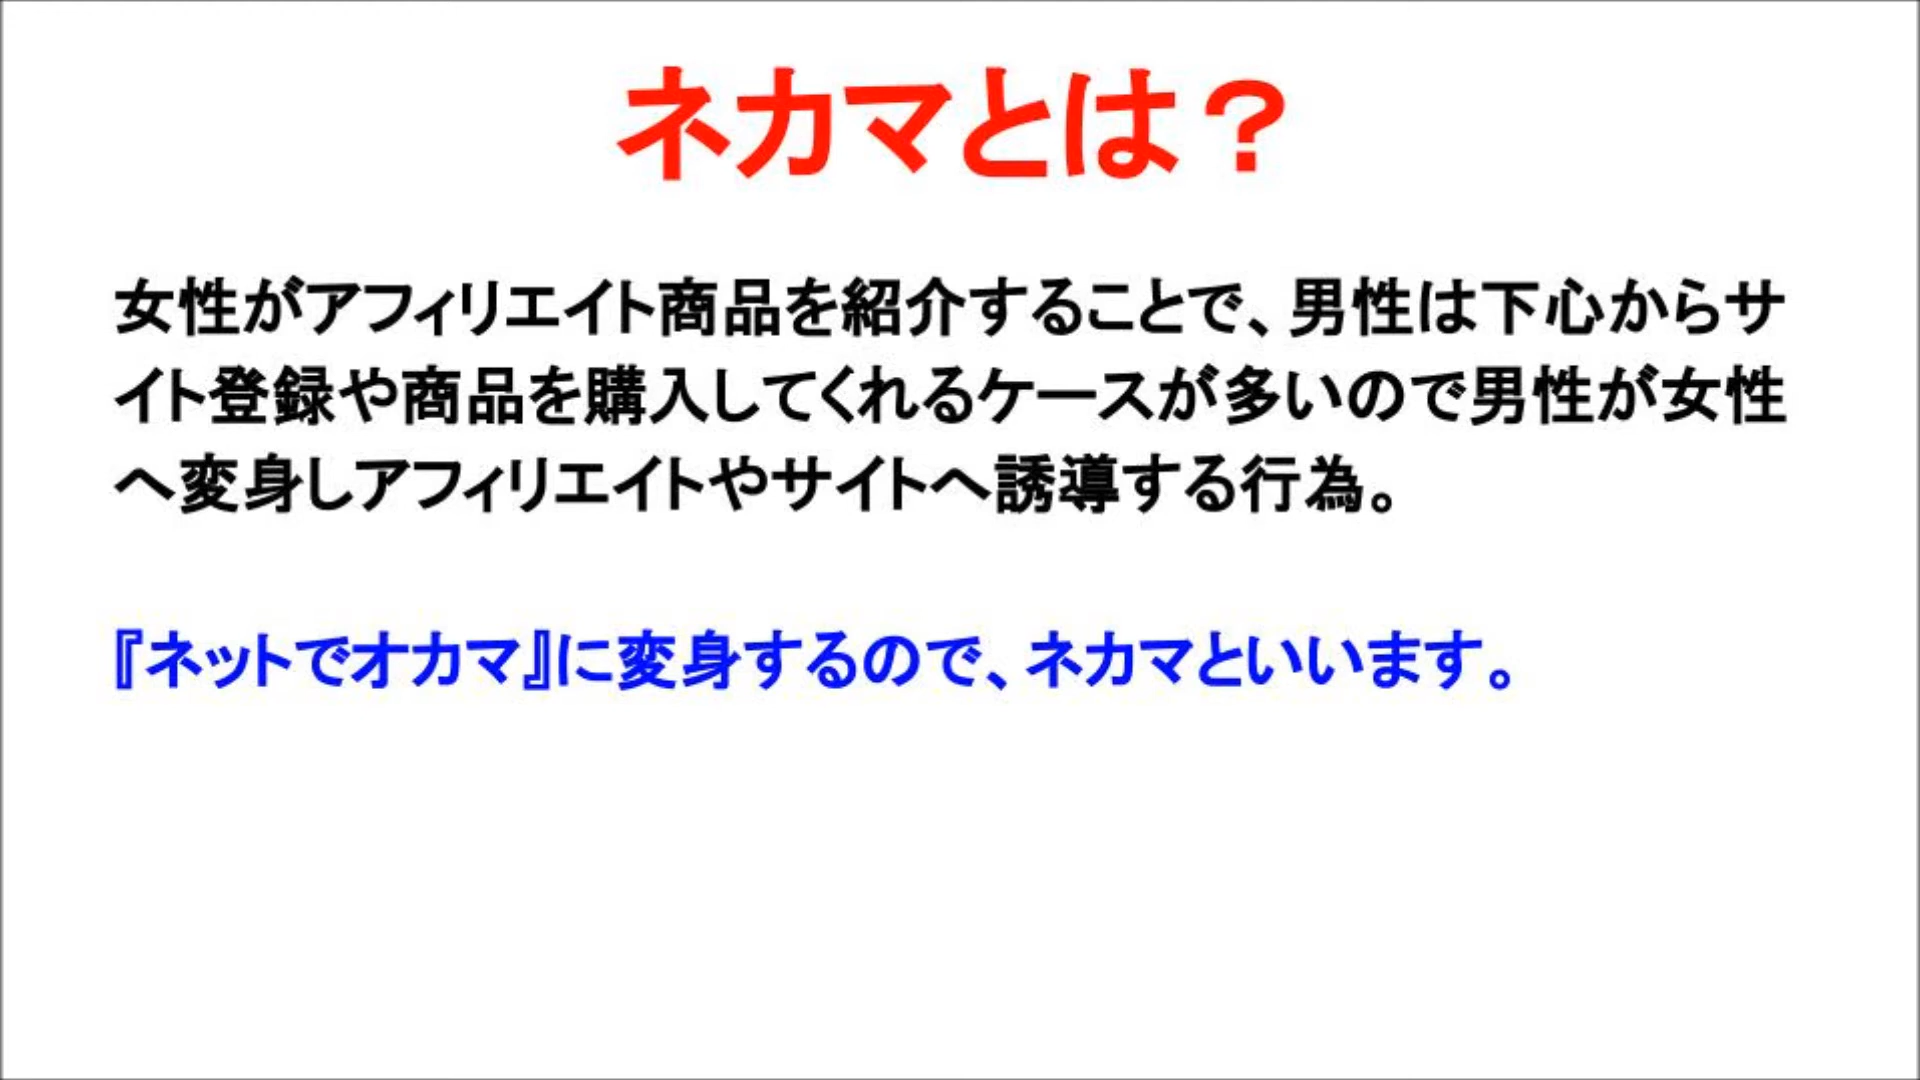 ネカマとは？
女性がアフィリエイト商品を紹介することで、男性は下心からサ
イト登録や商品を購入してくれるケースが多いので男性が女性
へ変身しアフィリエイトやサイトへ誘導する行為。
『ネットでオカマ』に変身するので、ネカマといいます。